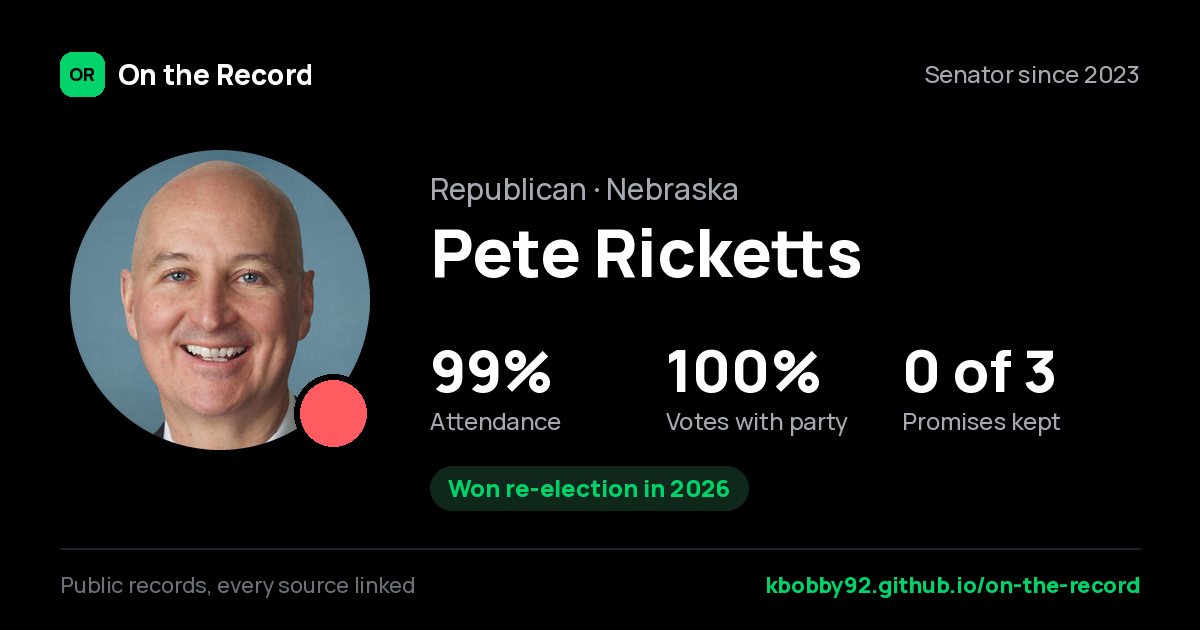 OR On the Record
Senator since 2023
Republican · Nebraska
Pete Ricketts
99% 100% 0 of 3
Attendance Votes with party Promises kept
Won re-election in 2026
Public records, every source linked
kbobby92.github.io/on-the-record